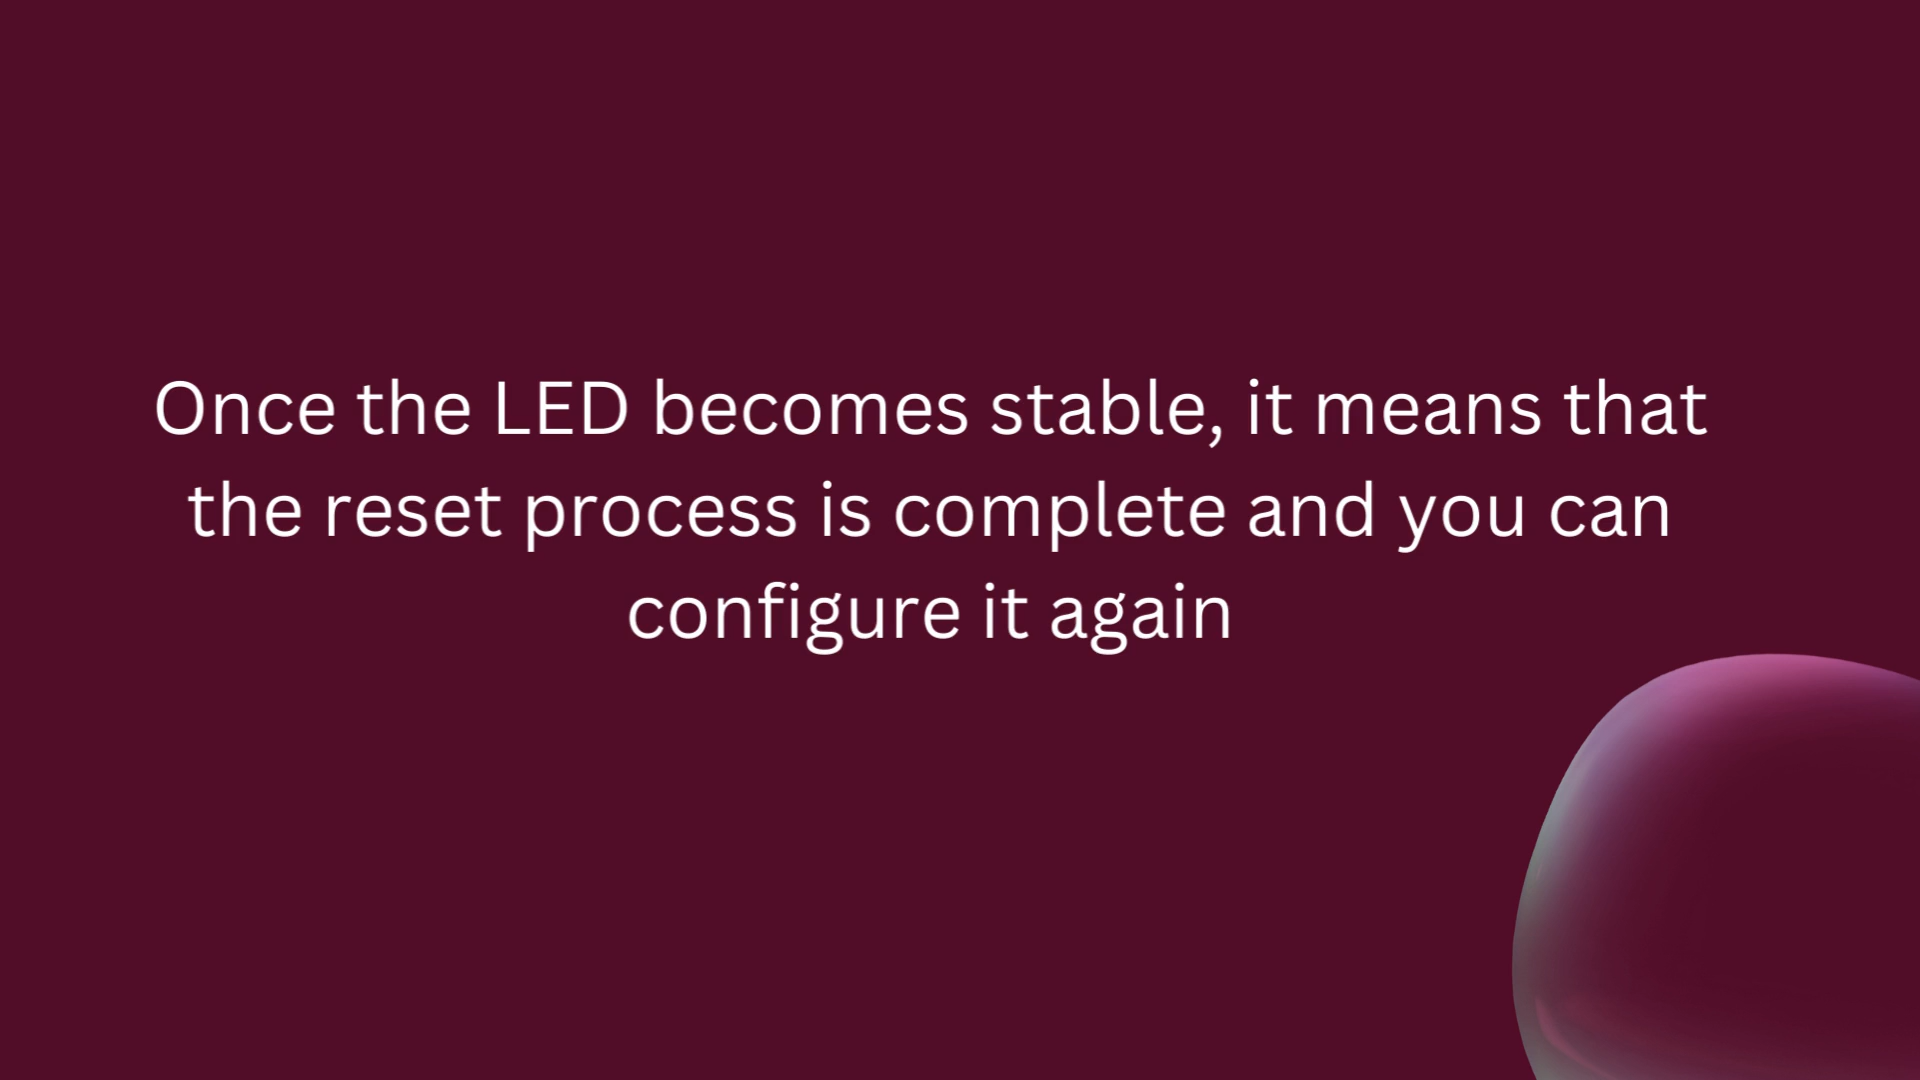 Once the LED becomes stable, it means that
the reset process is complete and you can
configure it again